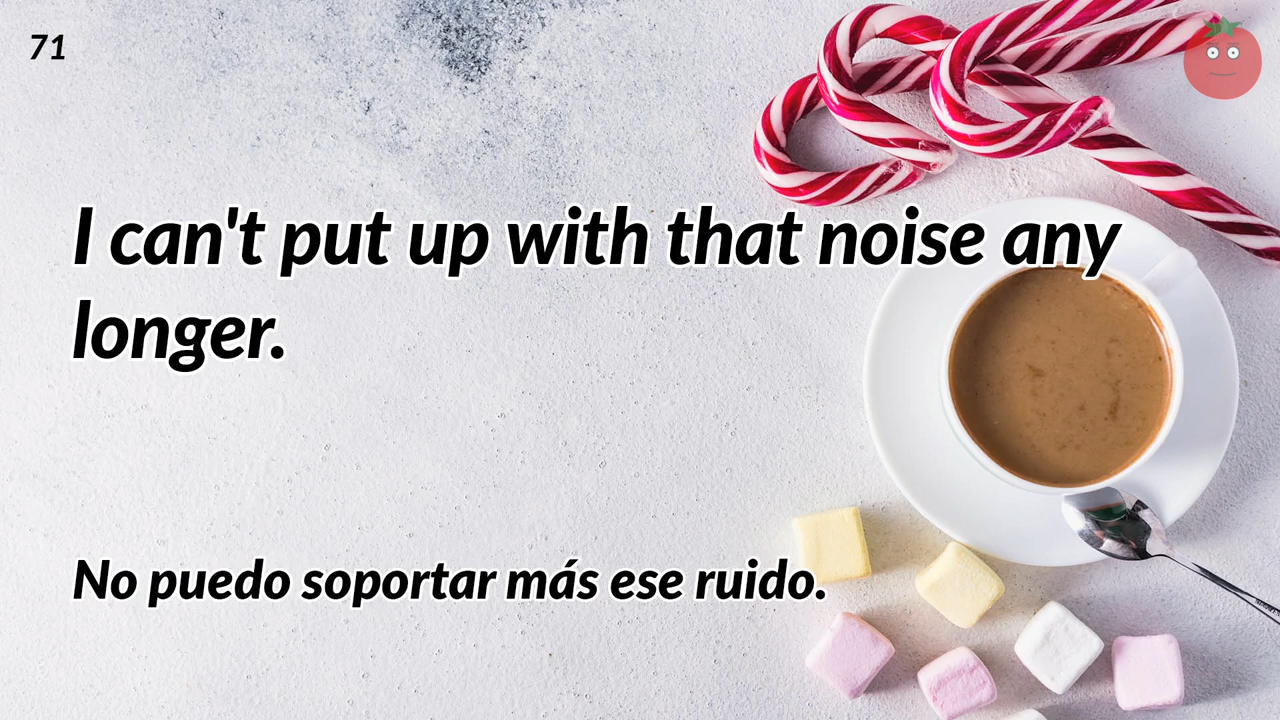 71
I can't put up with that noise any
longer.
No puedo soportar más ese ruido.